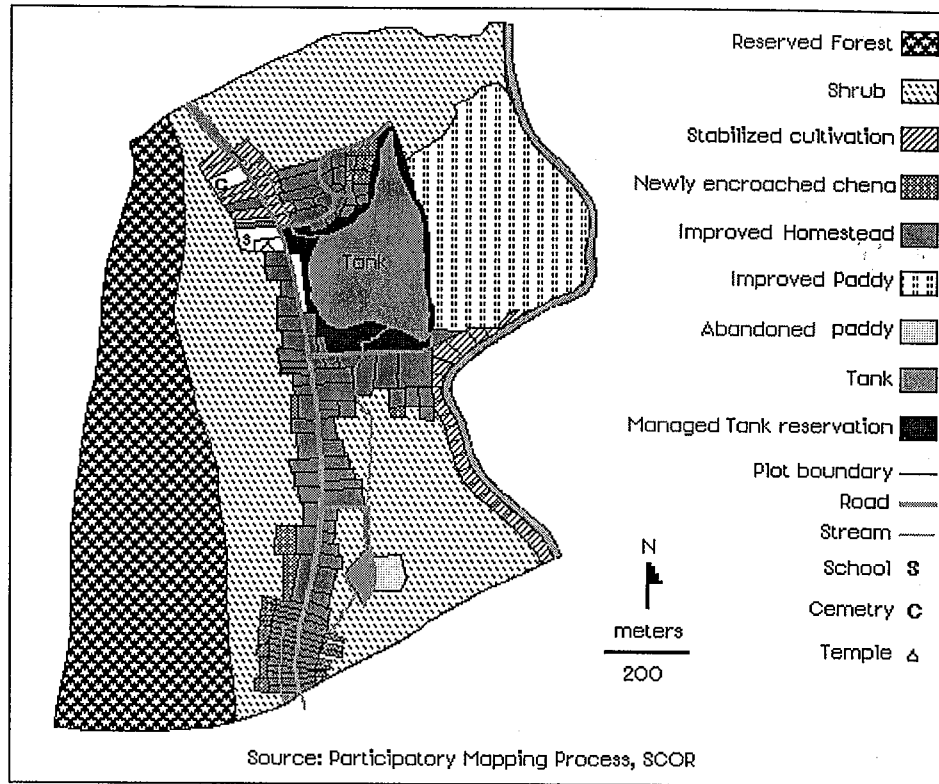 Reserved Forest
Shrub
Stabilized cultivation
Newly encroached chena
Improved Homestead
Improved Paddy
Abandoned paddy
Tank
Managed Tank reservation
Plot boundary
Road
Stream
School S
Cemetry C
Temple
C
S
Tank
N
meters
200
Source: Participatory Mapping Process, SCOR